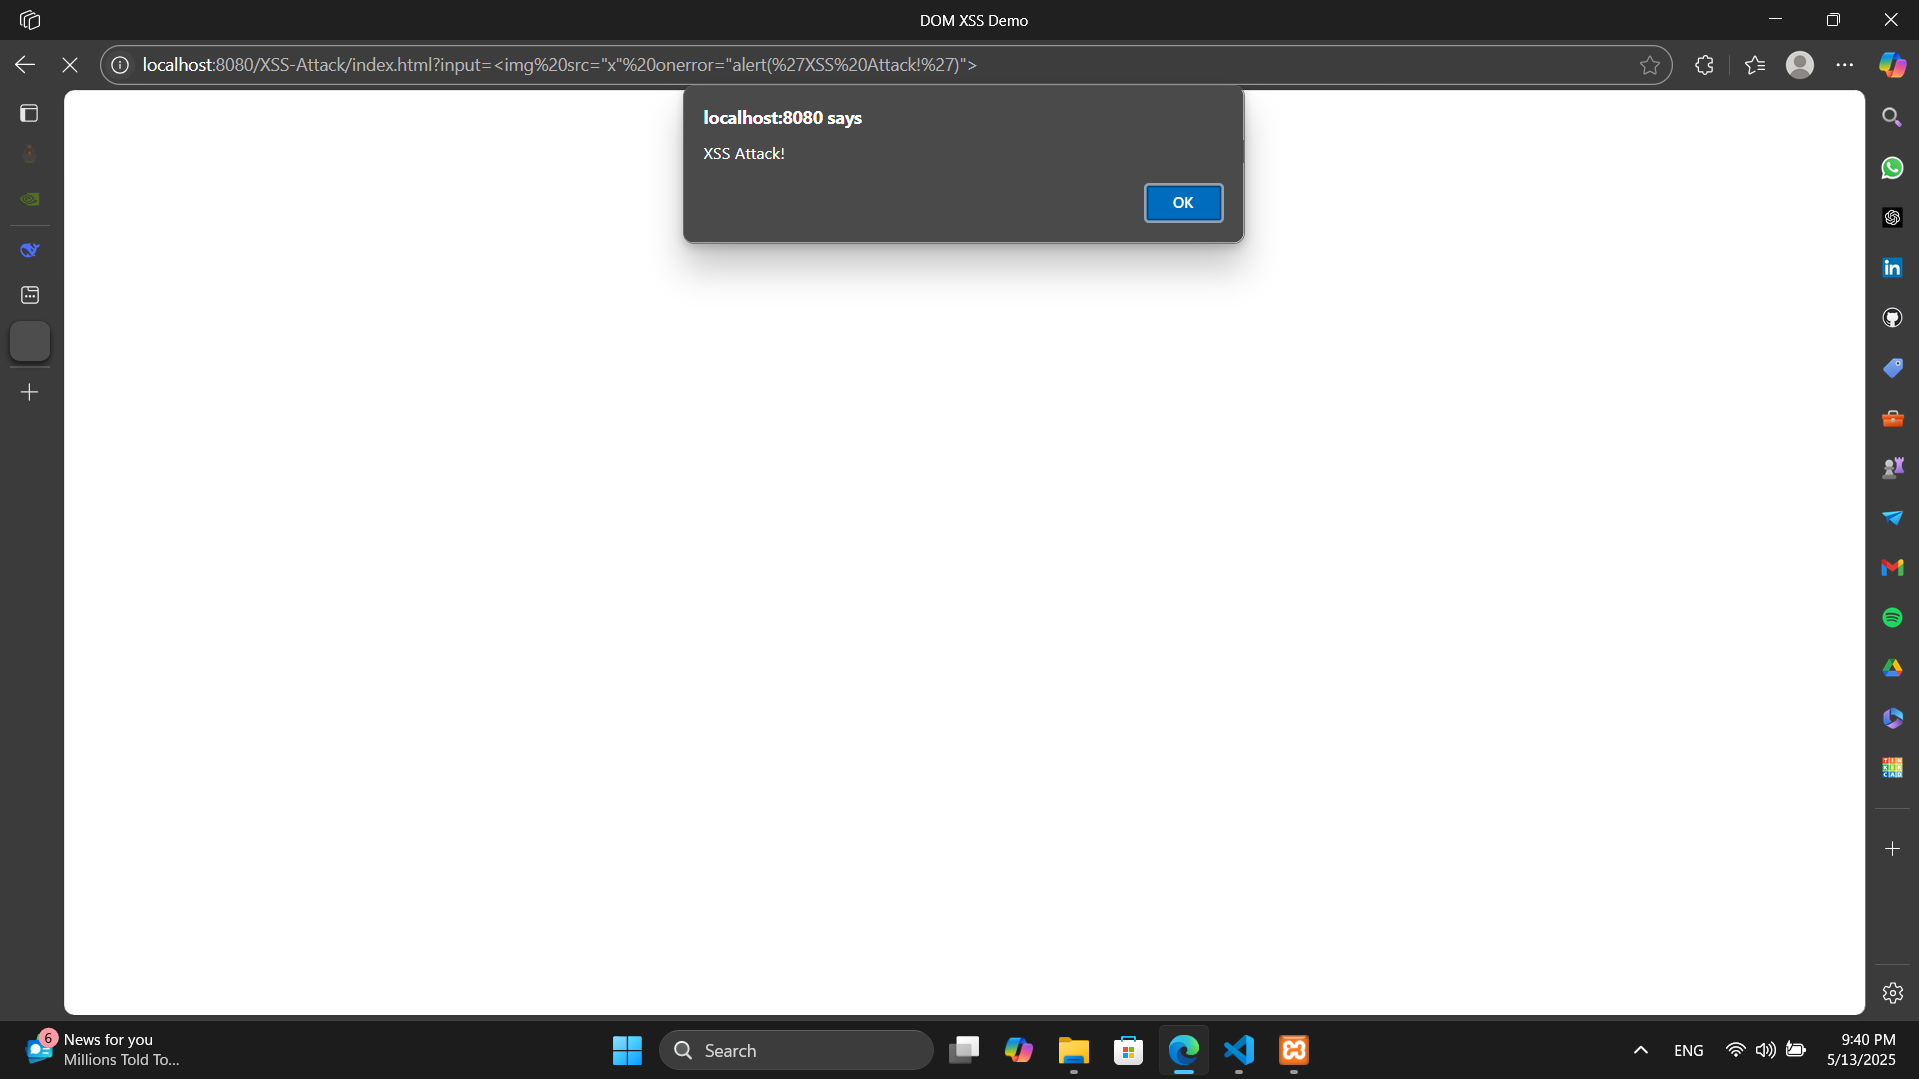 DOM XSS Demo
localhost:8080/XSS-Attack/index.html?input=<img%20src="x"%20onerror="alert(%27XSS%20Attack!%27)">
localhost:8080 says
XSS Attack!
OK
in
6
News for you
Millions Told To...
Search
ENG
9:40 PM
5/13/2025